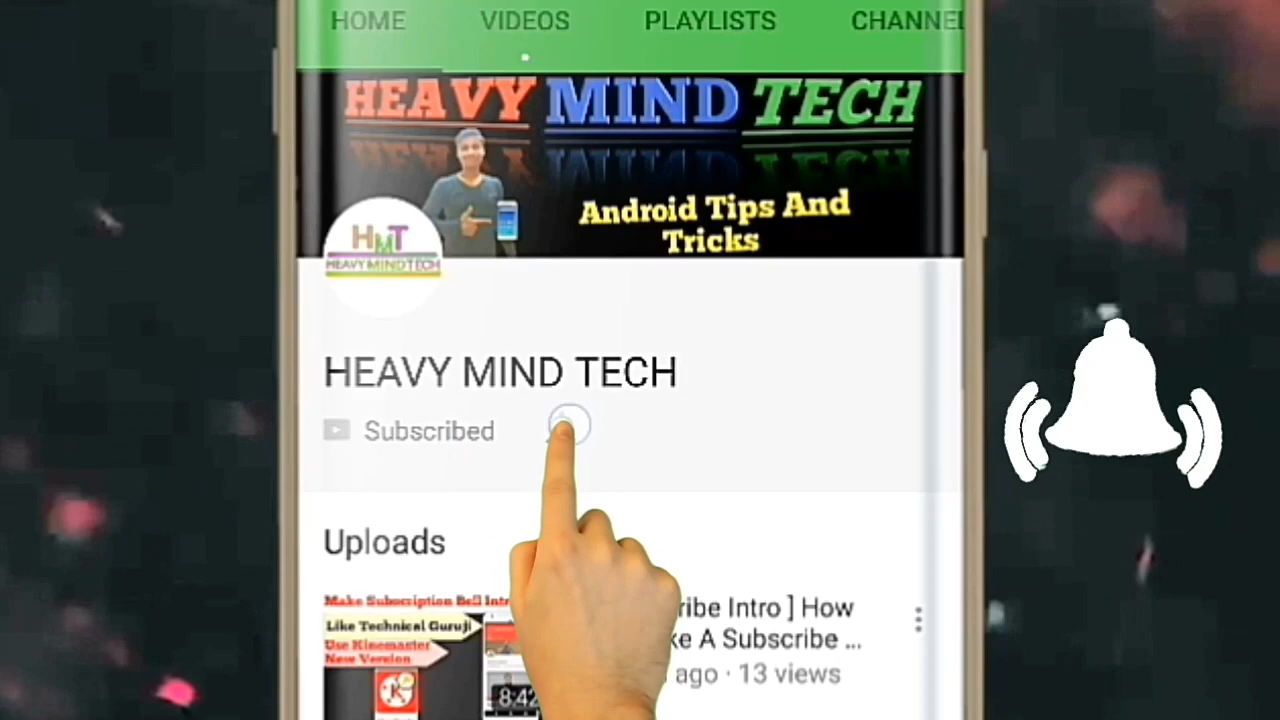 HOME VIDEOS PLAYLISTS CHANNEL
HEAVY MIND TECH
Android Tips And
Tricks
HMT
HEAVY MIND TECH
HEAVY MIND TECH
Subscribed
Uploads
Make Subscription Bell Intr
Like Technical Guruji
Use Kinemaster
New Version
K
8:42
ribe Intro ] How
ke A Subscribe ...
ago · 13 views